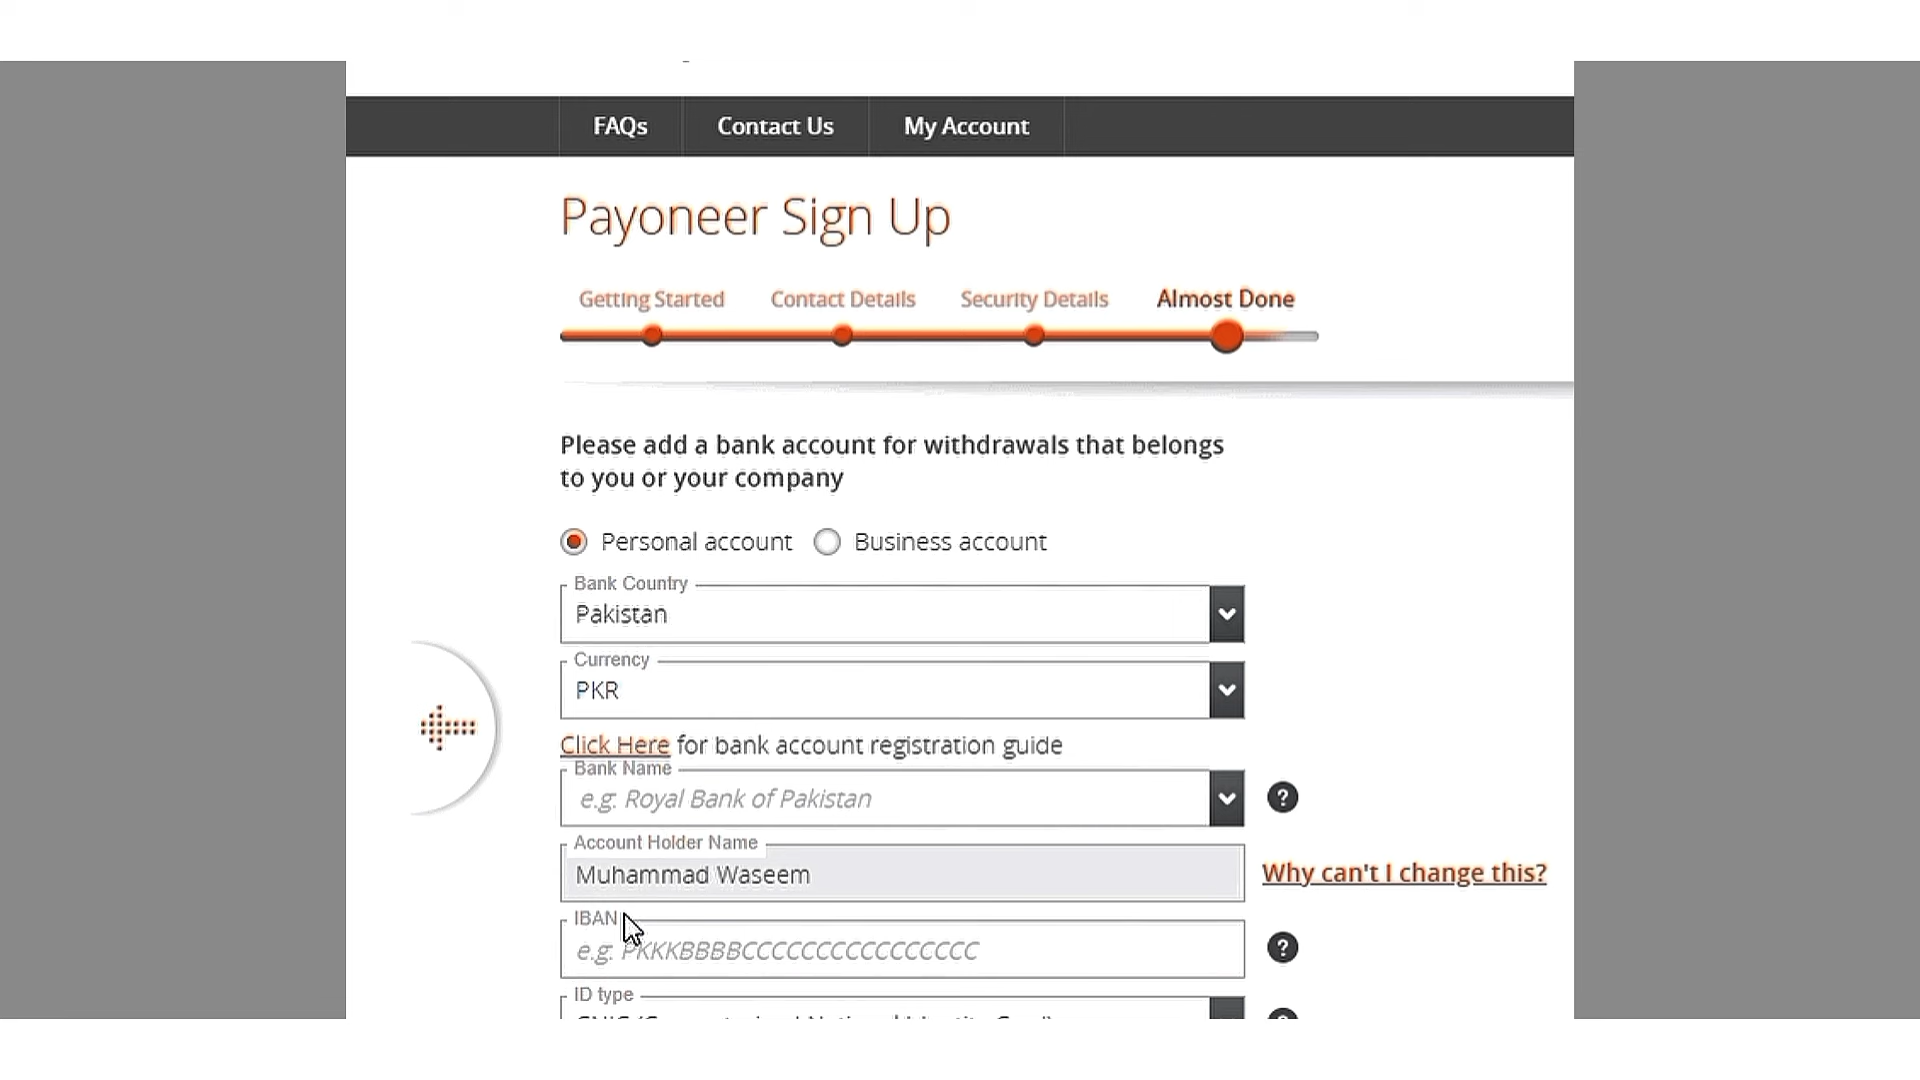 FAQs
Contact Us
My Account
Payoneer Sign Up
Getting Started
Contact Details
Security Details
Almost Done
Please add a bank account for withdrawals that belongs
to you or your company
Personal account
Business account
Bank Country
Pakistan
Currency
PKR
Click Here for bank account registration guide
Bank Name
e.g: Royal Bank of Pakistan
?
Account Holder Name
Muhammad Waseem
Why can't I change this?
IBAN
e.g: PKKKBBBBCCCCCCCCCCCCCCCC
?
ID type